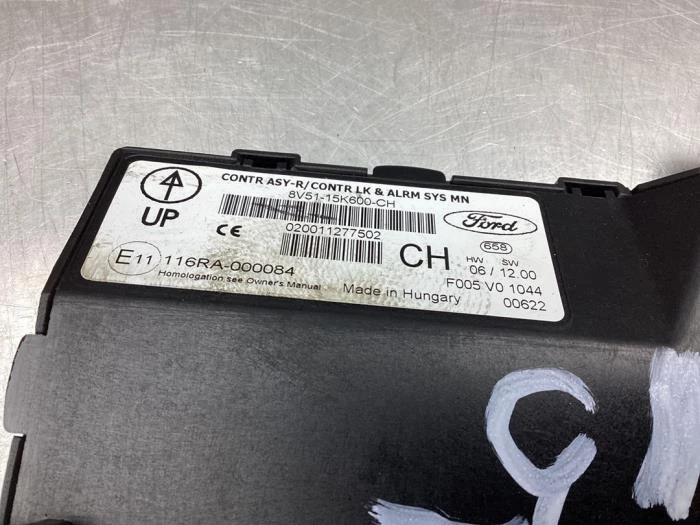 CONTR ASY-R/CONTR LK & ALRM SYS MN
8V51-15K600-CH
UP
Ford
020011277502
CE
CH
658
HW SW
06 / 12.00
E11 116RA-000084
F005 V0 1044
Homologation see Owner's Manual
Made in Hungary
00622